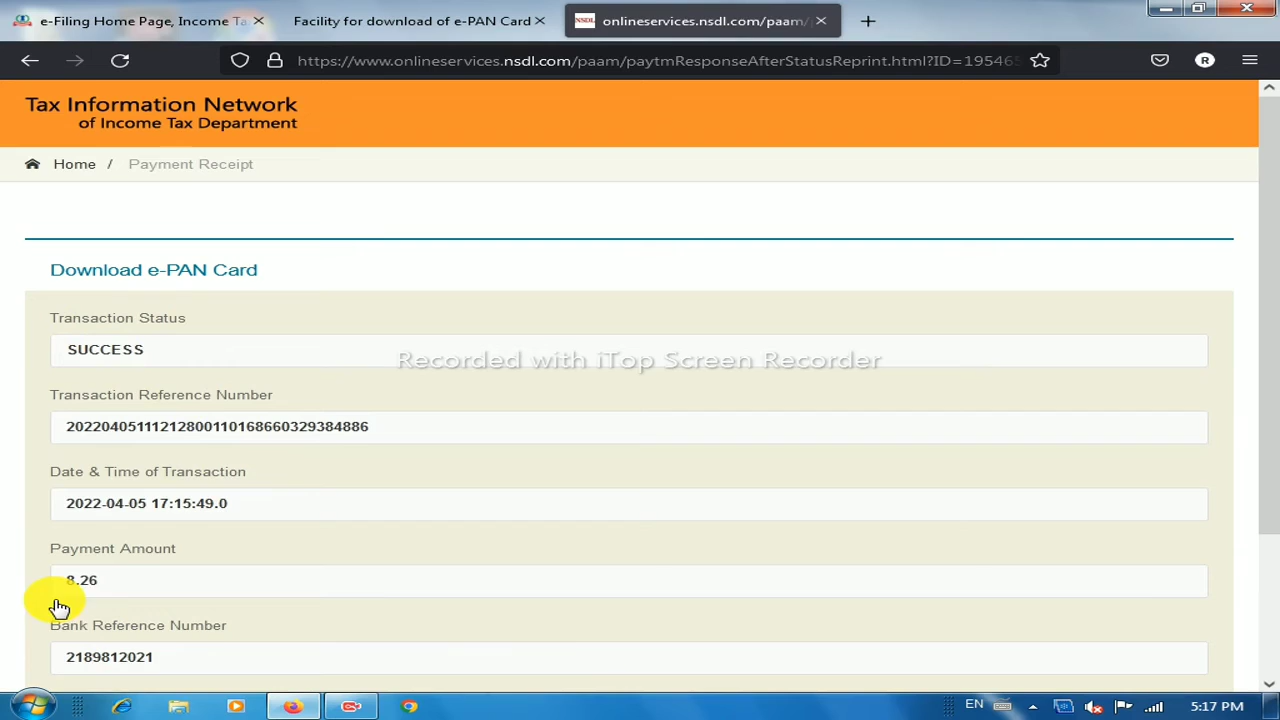 e-Filing Home Page, Income Ta
Facility for download of e-PAN Card
NSDL onlineservices.nsdl.com/paam/
https://www.onlineservices.nsdl.com/paam/paytmResponseAfterStatusReprint.html?ID=195465
R
Tax Information Network
of Income Tax Department
Home / Payment Receipt
Download e-PAN Card
Transaction Status
SUCCESS
Recorded with iTop Screen Recorder
Transaction Reference Number
20220405111212800110168660329384886
Date & Time of Transaction
2022-04-05 17:15:49.0
Payment Amount
8.26
Bank Reference Number
2189812021
EN
5:17 PM